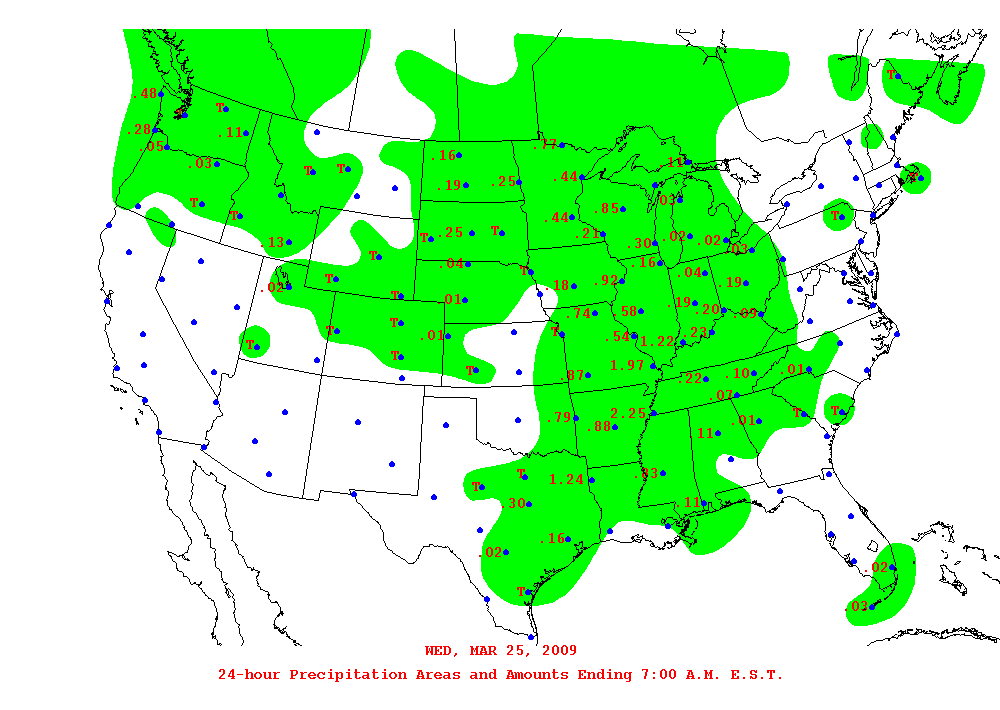 T
.48
T
.28
.11
.05
.77
.16
.11
.03
T
T
.44
.19
.25
T
.03
T
.85
T
T
.44
.25
T
.21
.02
T
.30
.02
.13
.03
T
.04
.16
T
.04
T
.92
.19
.02
.18
T
.01
.19
.20
.74
.58
.09
T
T
T
.23
.01
.54
1.22
T
T
1.97
T
.01
.87
.10
.22
.07
2.25
T
T
.79
.01
.88
.11
.83
T
1.24
T
.30
.11
.16
.02
.02
T
.03
WED, MAR 25, 2009
24-hour Precipitation Areas and Amounts Ending 7:00 A.M. E.S.T.